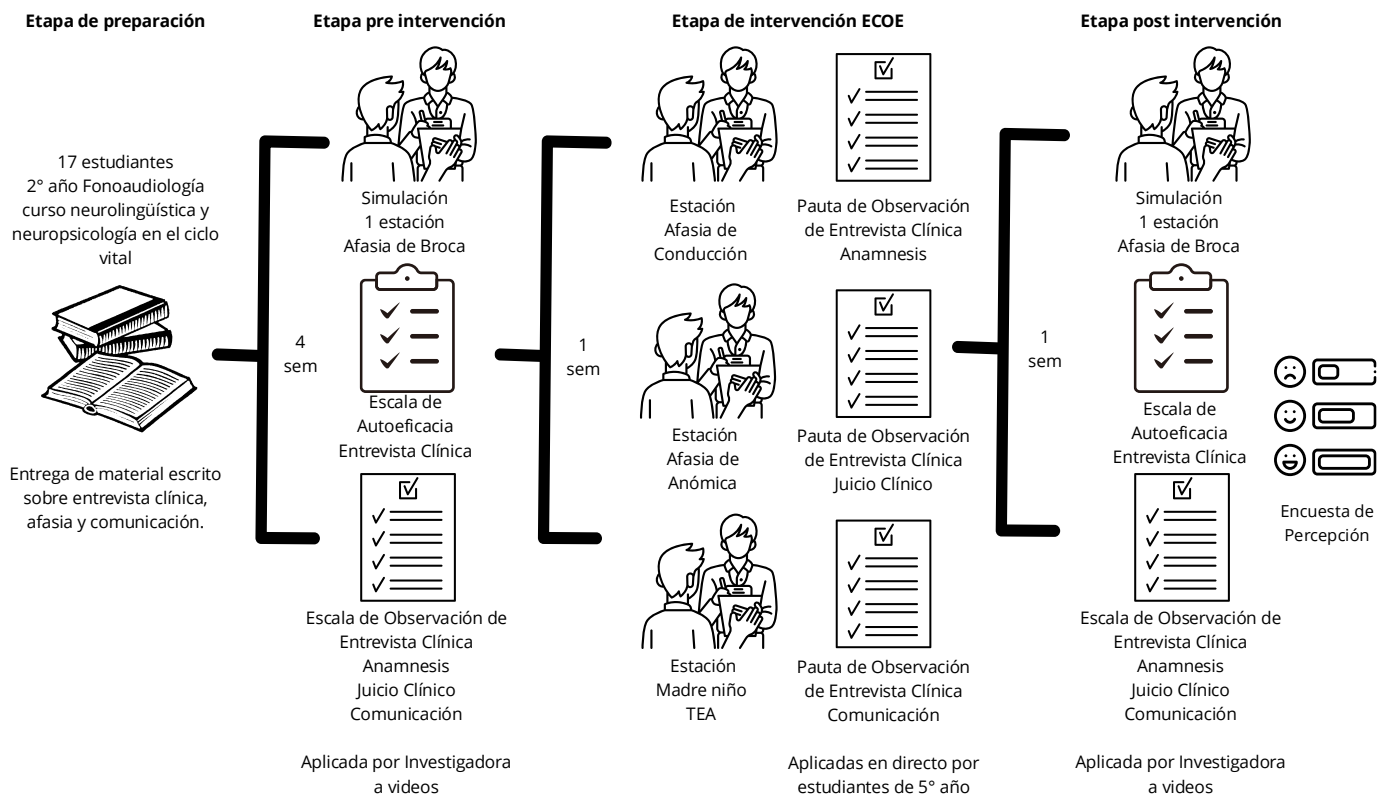 Etapa de preparación
17 estudiantes
2° año Fonoaudiología
curso neurolingüística y
neuropsicología en el ciclo
vital
Entrega de material escrito
sobre entrevista clínica,
afasia y comunicación.
4
sem
Etapa pre intervención
Simulación
1 estación
Afasia de Broca
Escala de
Autoeficacia
Entrevista Clínica
Escala de Observación de
Entrevista Clínica
Anamnesis
Juicio Clínico
Comunicación
Aplicada por Investigadora
a videos
1
sem
Etapa de intervención ECOE
Estación
Afasia de
Conducción
Pauta de Observación
de Entrevista Clínica
Anamnesis
Estación
Afasia de
Anómica
Pauta de Observación
de Entrevista Clínica
Juicio Clínico
Estación
Madre niño
TEA
Pauta de Observación
de Entrevista Clínica
Comunicación
Aplicadas en directo por
estudiantes de 5° año
1
sem
Etapa post intervención
Simulación
1 estación
Afasia de Broca
Escala de
Autoeficacia
Entrevista Clínica
Escala de Observación de
Entrevista Clínica
Anamnesis
Juicio Clínico
Comunicación
Aplicada por Investigadora
a videos
Encuesta de
Percepción